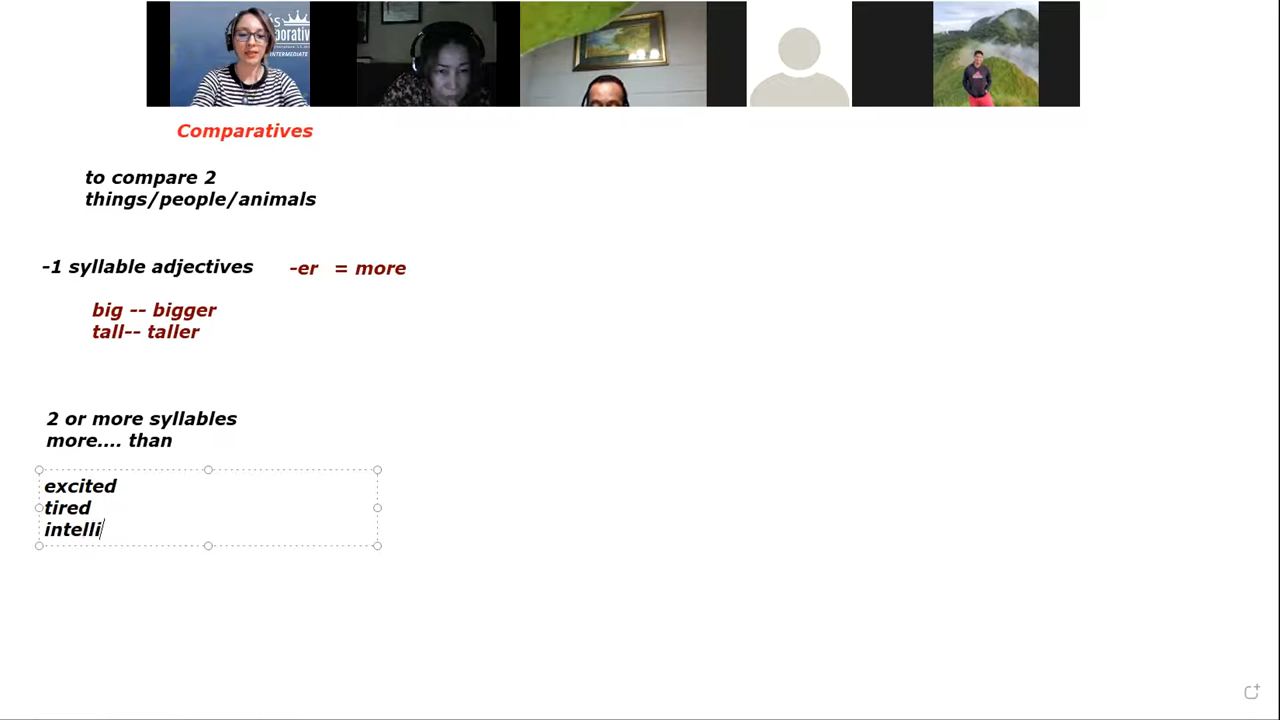 INTERMEDIATE
Comparatives
to compare 2
things/people/animals
-1 syllable adjectives -er = more
big -- bigger
tall-- taller
2 or more syllables
more.... than
excited
tired
intelli